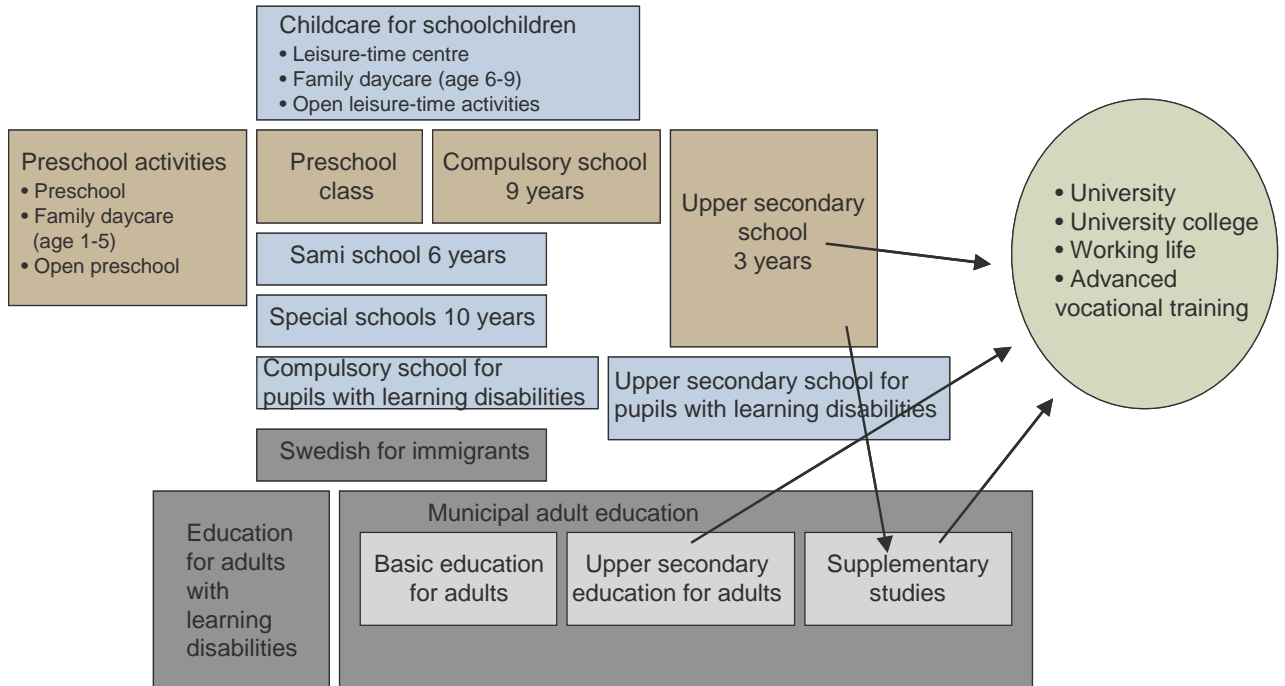 Childcare for schoolchildren
• Leisure-time centre
• Family daycare (age 6-9)
• Open leisure-time activities
Preschool activities
• Preschool
• Family daycare
(age 1-5)
• Open preschool
Preschool
class
Compulsory school
9 years
Upper secondary
school
3 years
• University
• University college
• Working life
• Advanced
vocational training
Sami school 6 years
Special schools 10 years
Compulsory school for
pupils with learning disabilities
Upper secondary school for
pupils with learning disabilities
Swedish for immigrants
Education
for adults
with
learning
disabilities
Municipal adult education
Basic education
for adults
Upper secondary
education for adults
Supplementary
studies